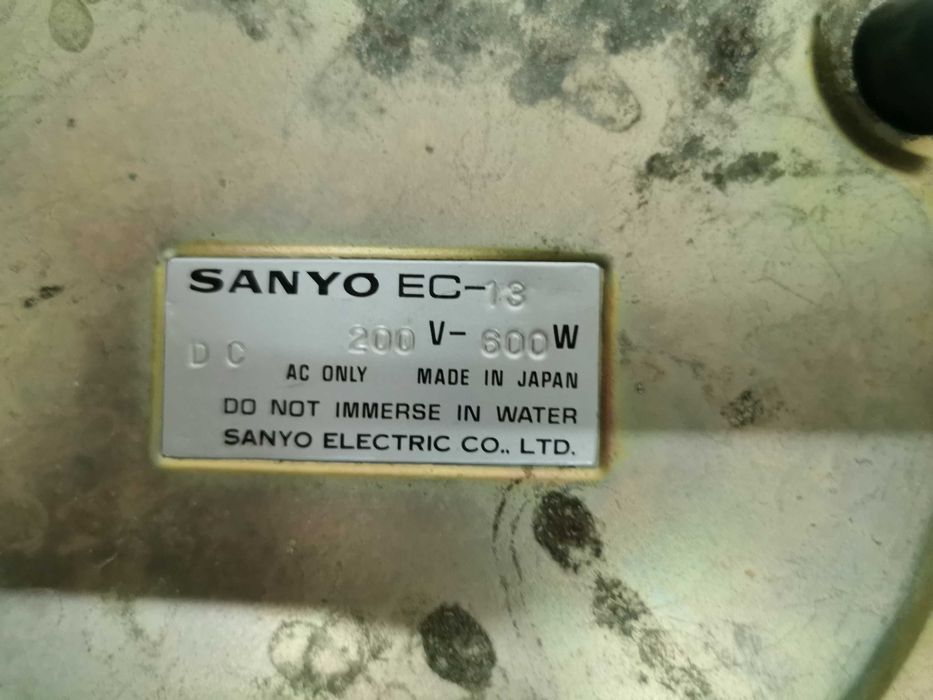 SANYO EC-13
200 V- 600 W
DC
AC ONLY MADE IN JAPAN
DO NOT IMMERSE IN WATER
SANYO ELECTRIC CO., LTD.